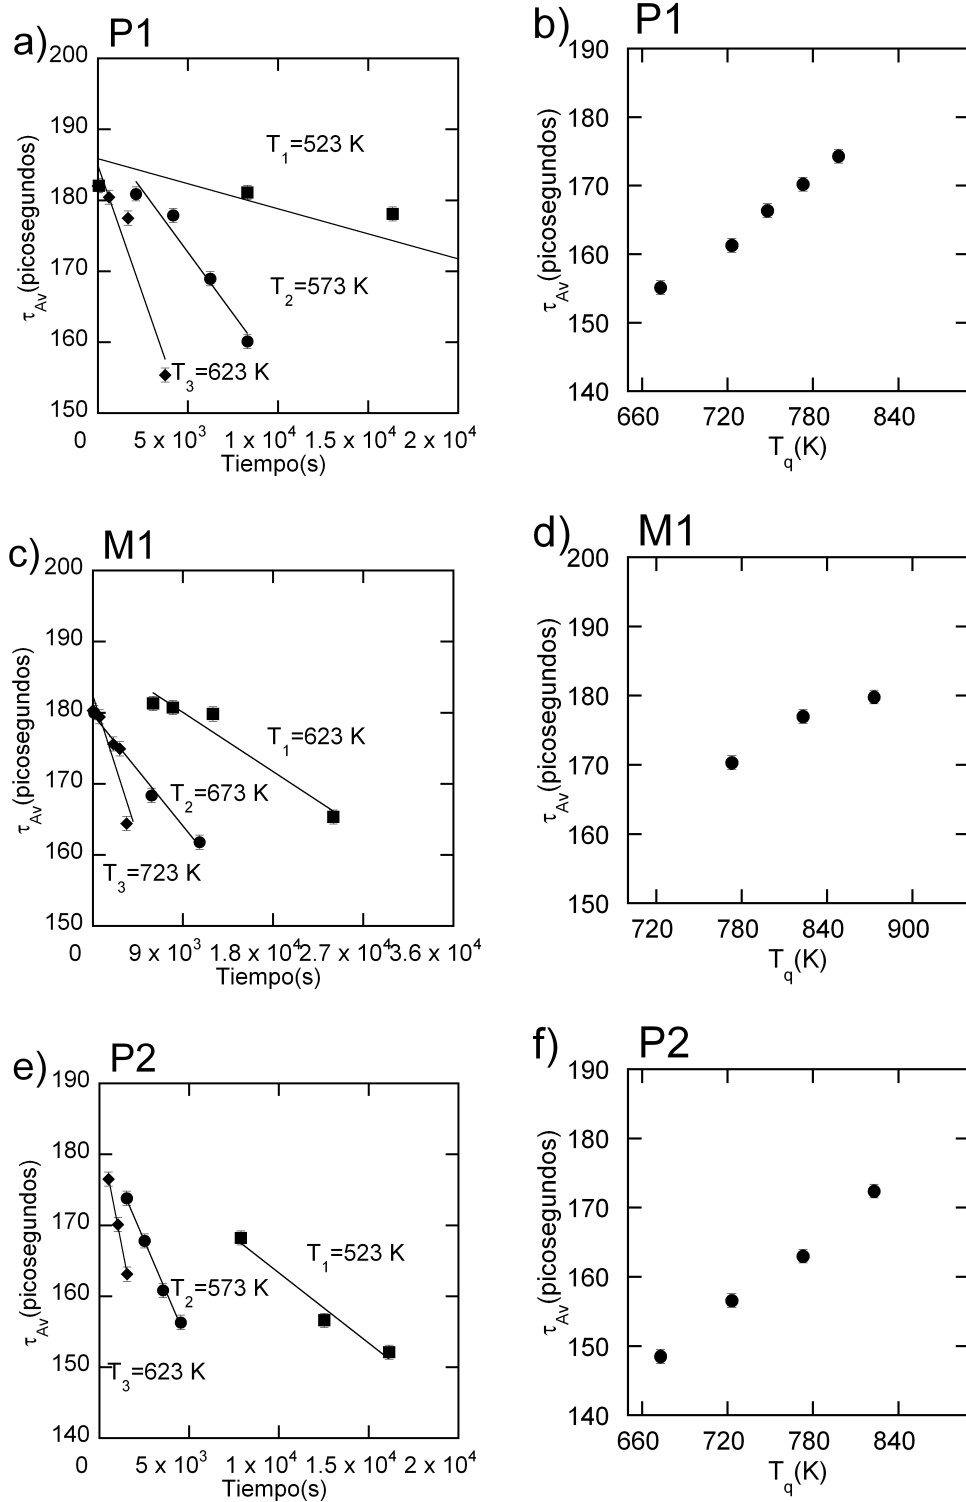 a) P1
200
190
180
170
160
150
τAv(picosegundos)
T1=523 K
T2=573 K
T3=623 K
0 5 x 10³ 1 x 10⁴ 1.5 x 10⁴ 2 x 10⁴
Tiempo(s)
b) P1
190
180
170
160
150
140
τAv(picosegundos)
660 720 780 840
Tq(K)
c) M1
200
190
180
170
160
150
τAv(picosegundos)
T1=623 K
T2=673 K
T3=723 K
0 9 x 10³ 1.8 x 10⁴ 2.7 x 10⁴ 3.6 x 10⁴
Tiempo(s)
d) M1
200
190
180
170
160
150
τAv(picosegundos)
720 780 840 900
Tq(K)
e) P2
190
180
170
160
150
140
τAv(picosegundos)
T1=523 K
T2=573 K
T3=623 K
0 5 x 10³ 1 x 10⁴ 1.5 x 10⁴ 2 x 10⁴
Tiempo(s)
f) P2
190
180
170
160
150
140
τAv(picosegundos)
660 720 780 840
Tq(K)